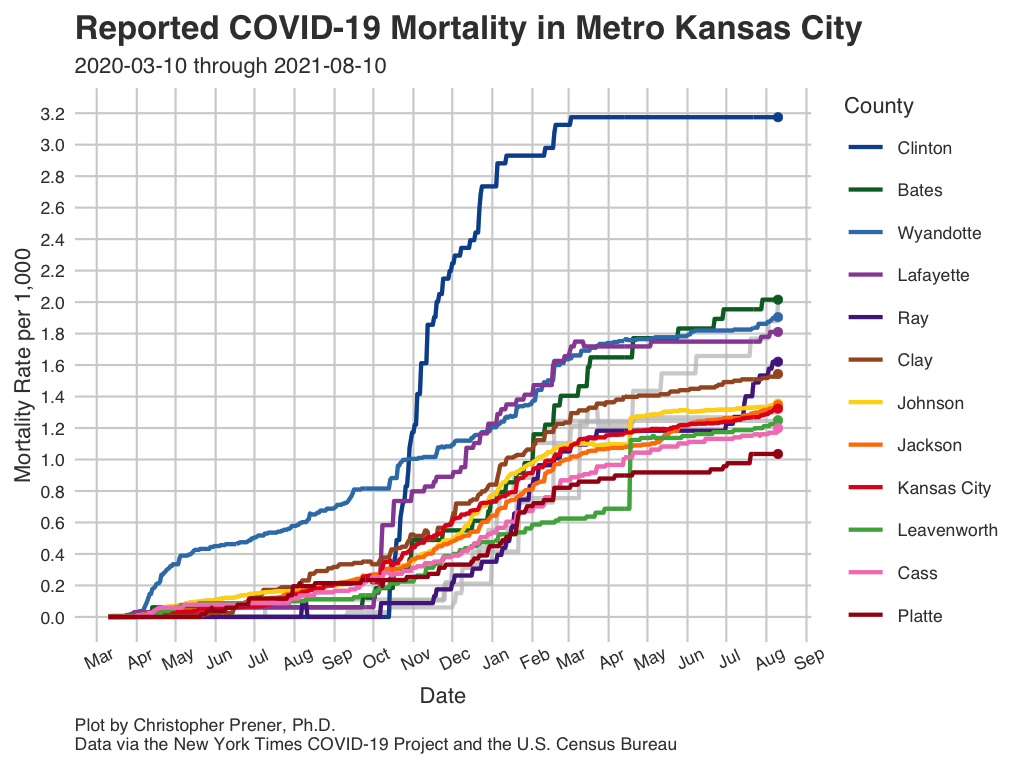 Reported COVID-19 Mortality in Metro Kansas City
2020-03-10 through 2021-08-10
Mortality Rate per 1,000
3.2
3.0
2.8
2.6
2.4
2.2
2.0
1.8
1.6
1.4
1.2
1.0
0.8
0.6
0.4
0.2
0.0
Mar Apr May Jun Jul Aug Sep Oct Nov Dec Jan Feb Mar Apr May Jun Jul Aug Sep
Date
County
Clinton
Bates
Wyandotte
Lafayette
Ray
Clay
Johnson
Jackson
Kansas City
Leavenworth
Cass
Platte
Plot by Christopher Prener, Ph.D.
Data via the New York Times COVID-19 Project and the U.S. Census Bureau